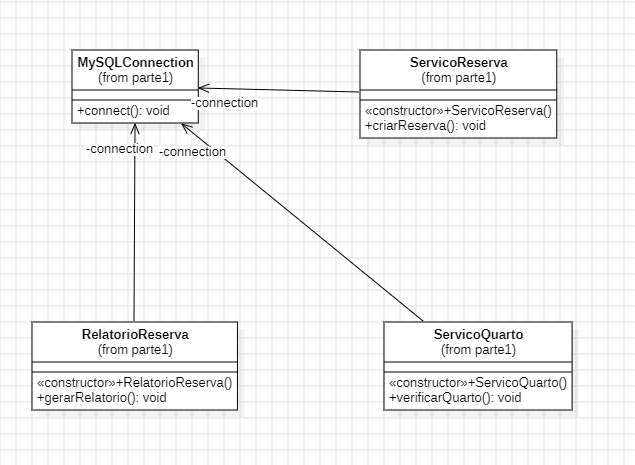 MySQLConnection
(from parte1)
+connect(): void
ServicoReserva
(from parte1)
«constructor»+ServicoReserva()
+criarReserva(): void
-connection
-connection
-connection
RelatorioReserva
(from parte1)
«constructor»+RelatorioReserva()
+gerarRelatorio(): void
ServicoQuarto
(from parte1)
«constructor»+ServicoQuarto()
+verificarQuarto(): void